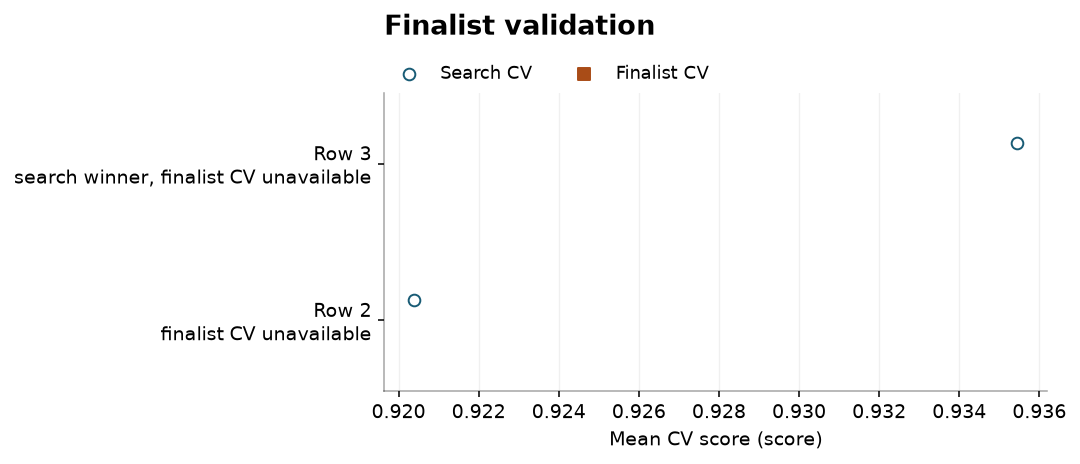 Finalist validation
Search CV
Finalist CV
Row 3
search winner, finalist CV unavailable
Row 2
finalist CV unavailable
0.920 0.922 0.924 0.926 0.928 0.930 0.932 0.934 0.936
Mean CV score (score)